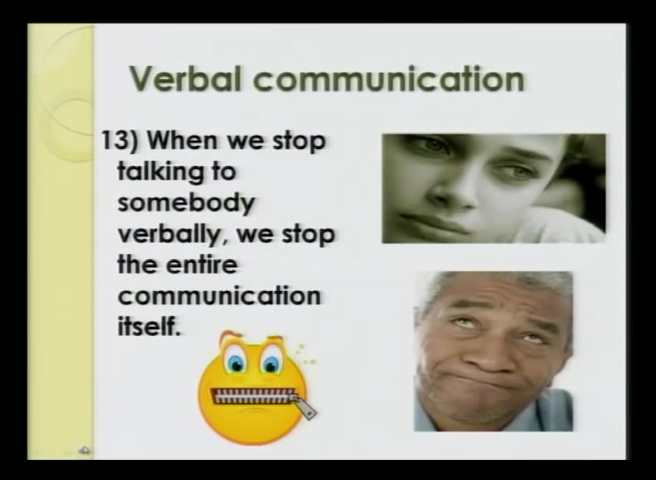 Verbal communication
13) When we stop
talking to
somebody
verbally, we stop
the entire
communication
itself.